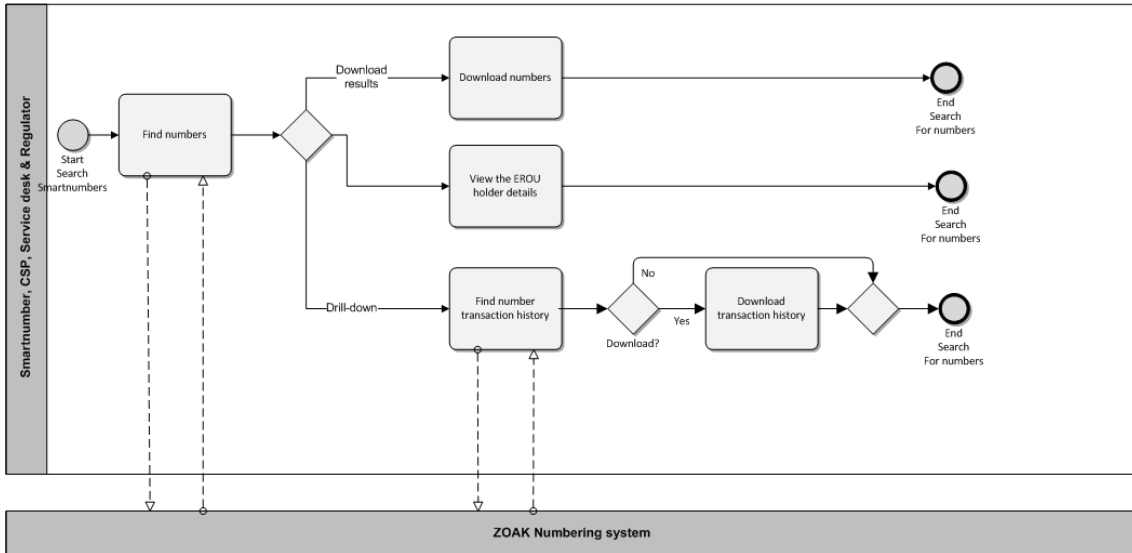 Smartnumber, CSP, Service desk & Regulator
Start
Search
Smartnumbers
Find numbers
Download
results
Download numbers
End
Search
For numbers
View the EROU
holder details
End
Search
For numbers
Drill-down
Find number
transaction history
Download?
No
Yes
Download
transaction history
End
Search
For numbers
ZOAK Numbering system